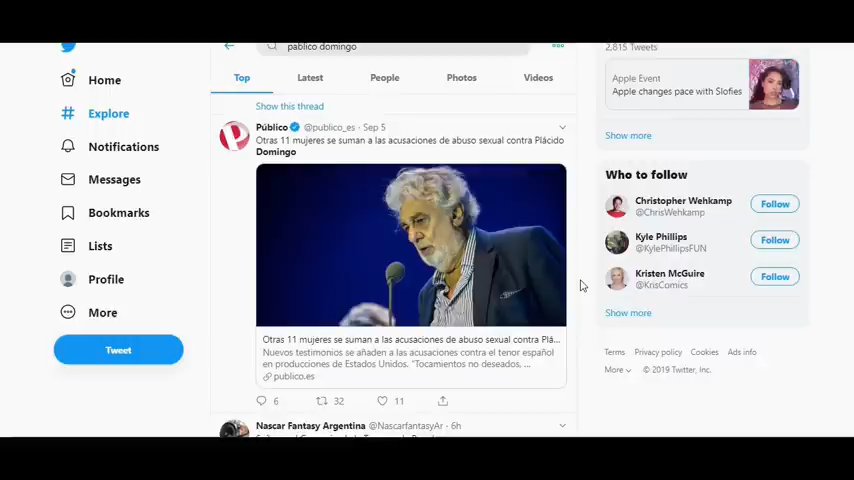 pablico domingo
2,815 Tweets
Home
Top
Latest
People
Photos
Videos
Apple Event
Apple changes pace with Slofies
Show this thread
Explore
Público @publico_es · Sep 5
Otras 11 mujeres se suman a las acusaciones de abuso sexual contra Plácido
Domingo
Show more
Notifications
Messages
Bookmarks
Lists
Profile
More
Tweet
Who to follow
Christopher Wehkamp
@ChrisWehkamp
Follow
Kyle Phillips
@KylePhillipsFUN
Follow
Kristen McGuire
@KrisComics
Follow
Show more
Otras 11 mujeres se suman a las acusaciones de abuso sexual contra Plá...
Nuevos testimonios se añaden a las acusaciones contra el tenor español
en producciones de Estados Unidos. "Tocamientos no deseados, ...
publico.es
6 32 11
Terms Privacy policy Cookies Ads info
More © 2019 Twitter, Inc.
Nascar Fantasy Argentina @NascarfantasyAr · 6h